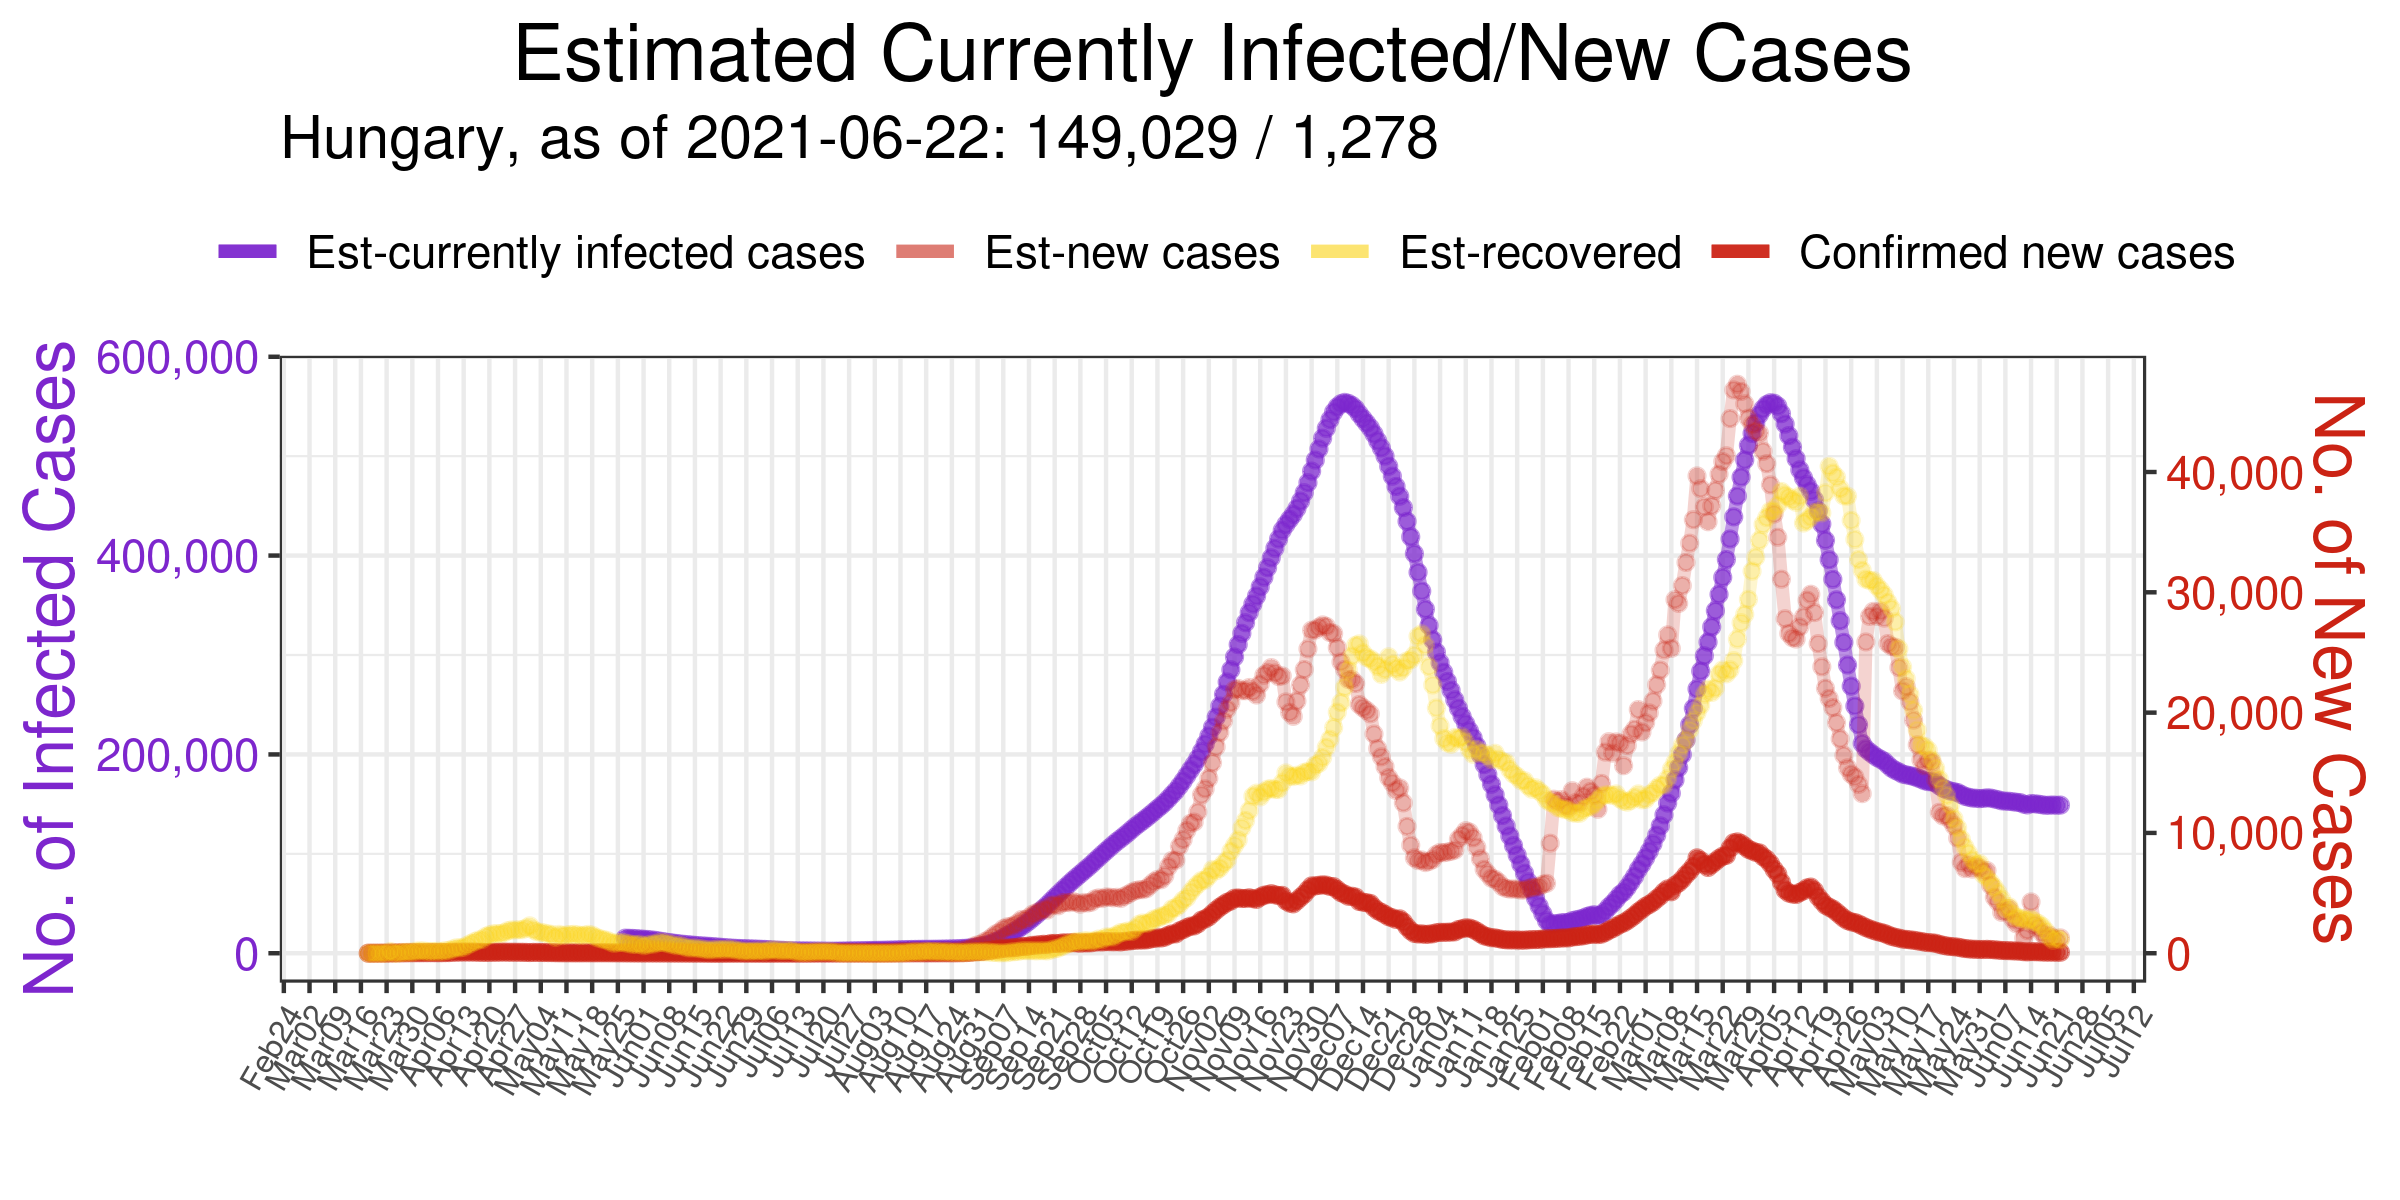 Estimated Currently Infected/New Cases
Hungary, as of 2021-06-22: 149,029 / 1,278
Est-currently infected cases Est-new cases Est-recovered Confirmed new cases
No. of Infected Cases
600,000
400,000
200,000
0
40,000
30,000
20,000
10,000
0
No. of New Cases
Feb24 Mar02 Mar09 Mar16 Mar23 Mar30 Apr06 Apr13 Apr20 Apr27 May04 May11 May18 May25 Jun01 Jun08 Jun15 Jun22 Jun29 Jul06 Jul13 Jul20 Jul27 Aug03 Aug10 Aug17 Aug24 Aug31 Sep07 Sep14 Sep21 Sep28 Oct05 Oct12 Oct19 Oct26 Nov02 Nov09 Nov16 Nov23 Nov30 Dec07 Dec14 Dec21 Dec28 Jan04 Jan11 Jan18 Jan25 Feb01 Feb08 Feb15 Feb22 Mar01 Mar08 Mar15 Mar22 Mar29 Apr05 Apr12 Apr19 Apr26 May03 May10 May17 May24 May31 Jun07 Jun14 Jun21 Jun28 Jul05 Jul12